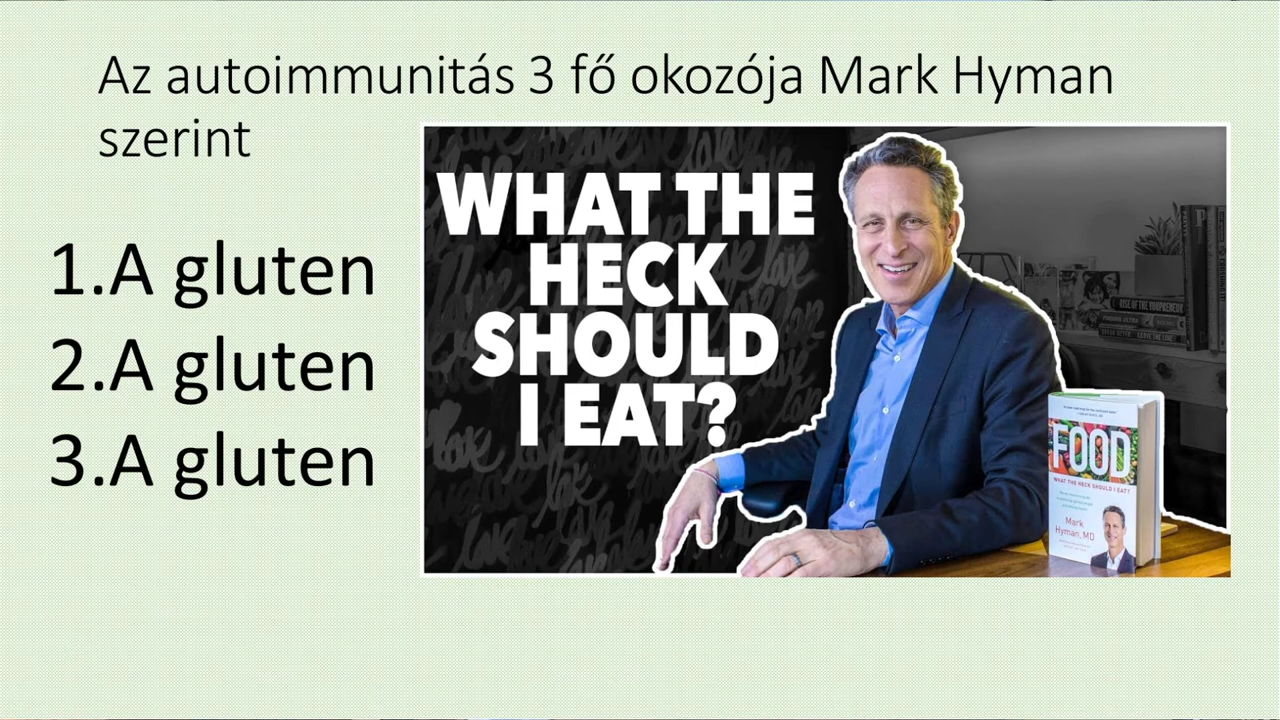 Az autoimmunitás 3 fő okozója Mark Hyman
szerint
1.A gluten
2.A gluten
3.A gluten
WHAT THE
HECK
SHOULD
I EAT?
FOOD
WHAT THE HECK SHOULD I EAT?
Mark
Hyman, MD